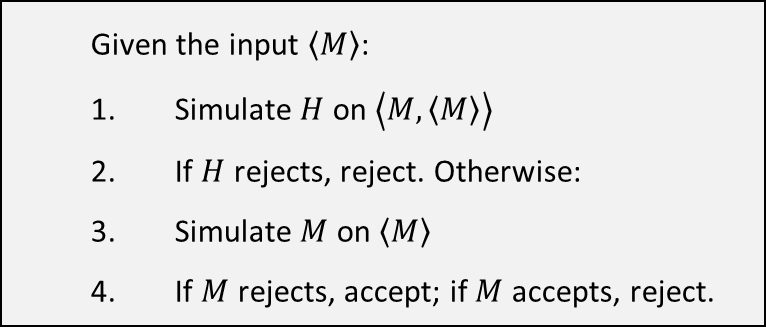 Given the input ⟨M⟩:
1. Simulate H on ⟨M, ⟨M⟩⟩
2. If H rejects, reject. Otherwise:
3. Simulate M on ⟨M⟩
4. If M rejects, accept; if M accepts, reject.